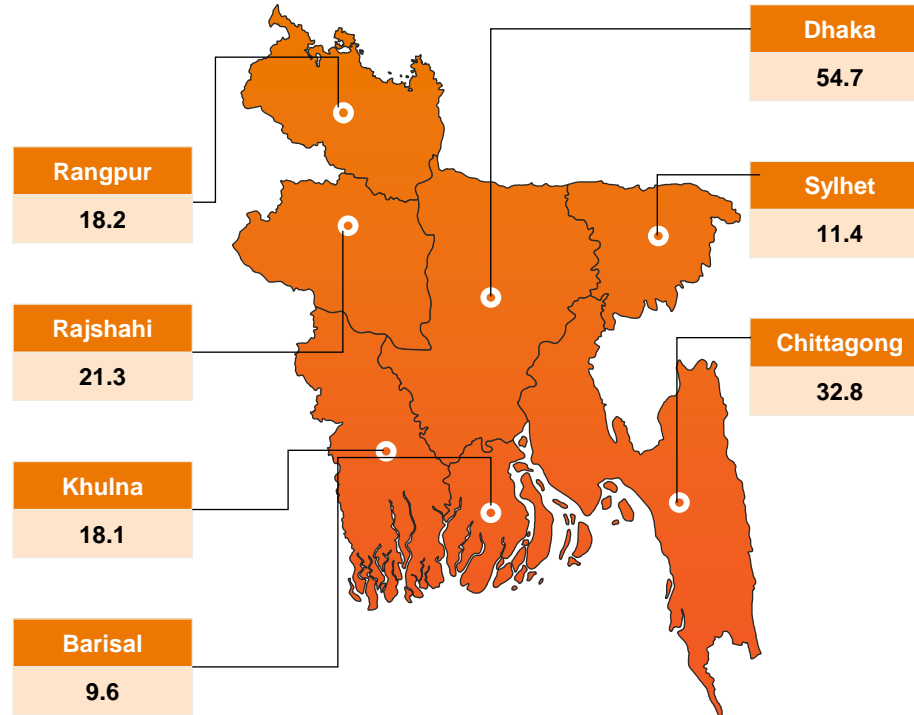 Dhaka
54.7
Rangpur
18.2
Sylhet
11.4
Rajshahi
21.3
Chittagong
32.8
Khulna
18.1
Barisal
9.6